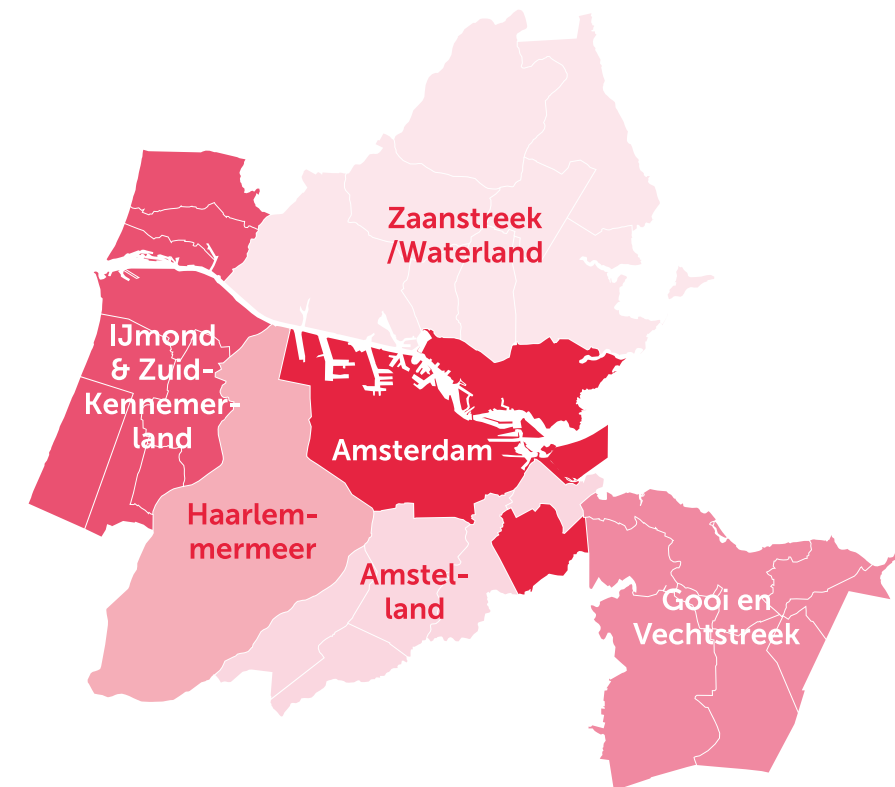 Zaanstreek
/Waterland
IJmond
& Zuid-
Kennemer-
land
Amsterdam
Haarlem-
mermeer
Amstel-
land
Gooi en
Vechtstreek